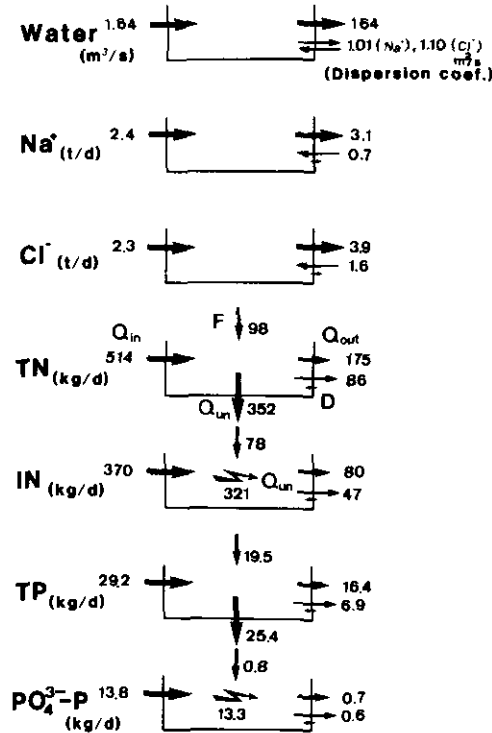 Water 1.64 164
(m³/s) 1.01 (Na⁺), 1.10 (Cl⁻)
m²/s
(Dispersion coef.)
Na⁺ (t/d) 2.4 3.1
0.7
Cl⁻ (t/d) 2.3 3.9
1.6
F 98
Qin Qout
TN (kg/d) 514 175
86
Qun 352 D
78
IN (kg/d) 370 80
321 Qun 47
19.5
TP (kg/d) 29.2 16.4
6.9
25.4
0.8
PO₄³⁻-P (kg/d) 13.8 0.7
13.3 0.6